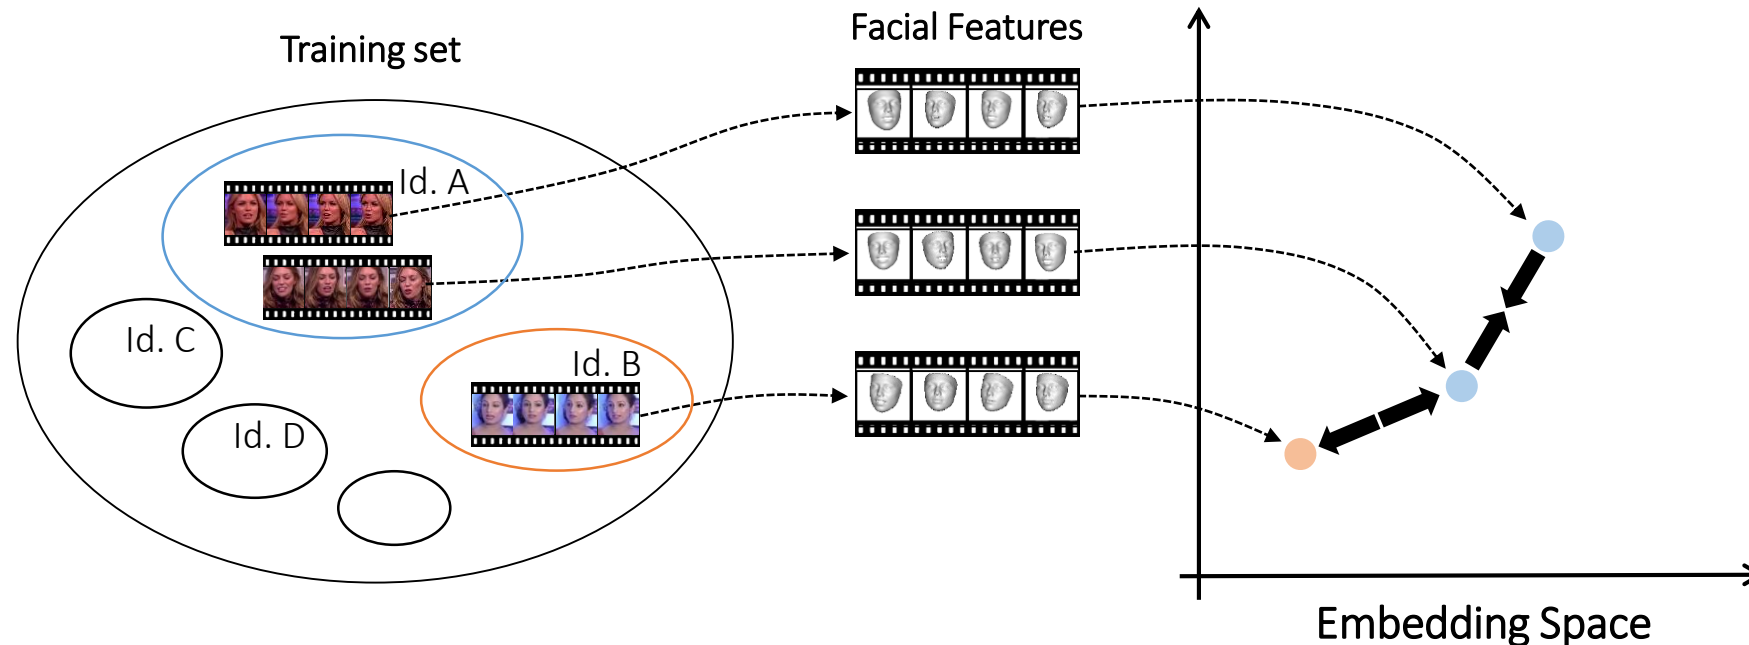 Training set
Facial Features
Id. A
Id. C
Id. B
Id. D
Embedding Space